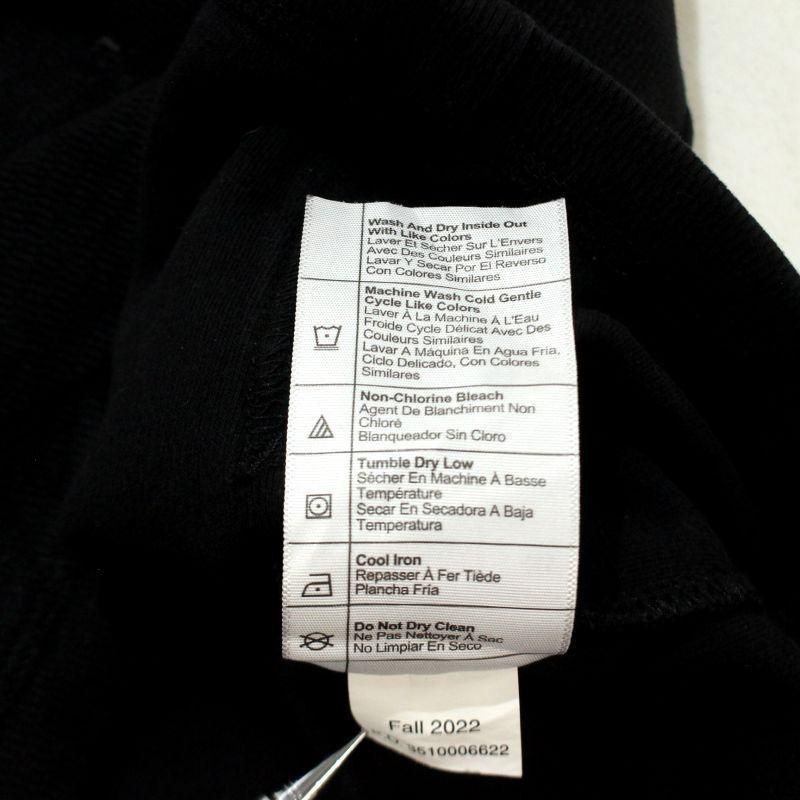 Wash And Dry Inside Out
With Like Colors
Laver Et Sécher Sur L'Envers
Avec Des Couleurs Similaires
Lavar Y Secar Por El Reverso
Con Colores Similares
Machine Wash Cold Gentle
Cycle Like Colors
Laver À La Machine À L'Eau
Froide Cycle Délicat Avec Des
Couleurs Similaires
Lavar A Máquina En Agua Fria,
Ciclo Delicado, Con Colores
Similares
Non-Chlorine Bleach
Agent De Blanchiment Non
Chloré
Blanqueador Sin Cloro
Tumble Dry Low
Sécher En Machine À Basse
Température
Secar En Secadora A Baja
Temperatura
Cool Iron
Repasser À Fer Tiède
Plancha Fria
Do Not Dry Clean
Ne Pas Nettoyer À Sec
No Limpiar En Seco
Fall 2022
3510006622